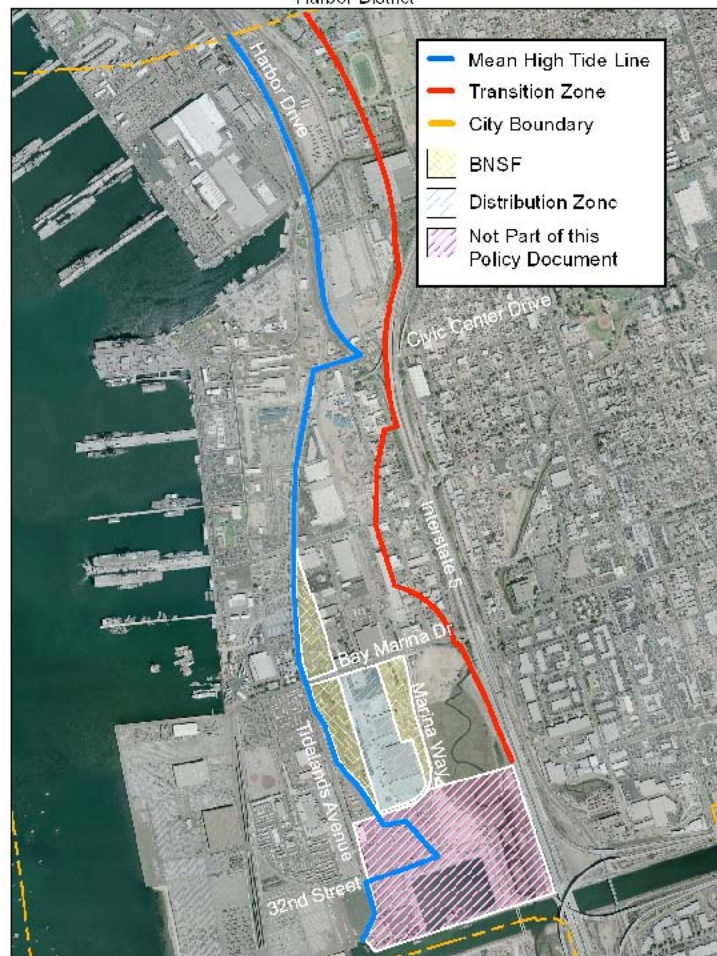 Harbor District
Harbor Drive
Mean High Tide Line
Transition Zone
City Boundary
BNSF
Distribution Zone
Not Part of this
Policy Document
Civic Center Drive
Interstate 5
Bay Marina Dr
Marina Way
Tidelands Avenue
32nd Street